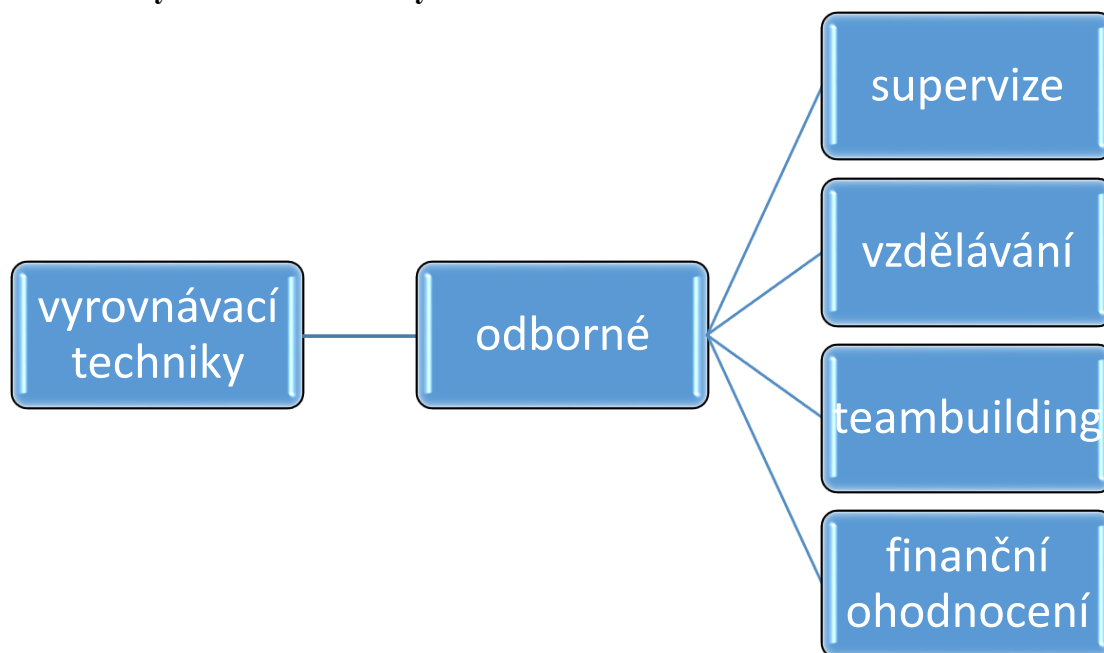 supervize
vzdělávání
vyrovnávací
techniky
odborné
teambuilding
finanční
ohodnocení